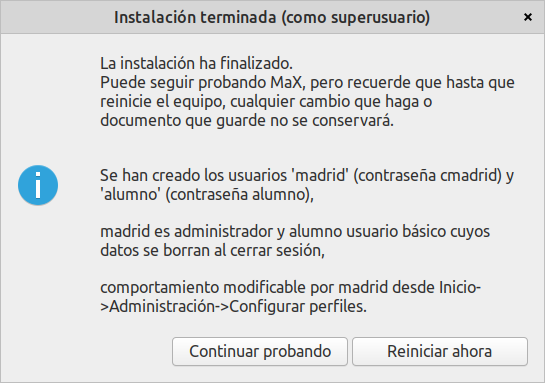 Instalación terminada (como superusuario)
La instalación ha finalizado.
Puede seguir probando MaX, pero recuerde que hasta que
reinicie el equipo, cualquier cambio que haga o
documento que guarde no se conservará.
Se han creado los usuarios 'madrid' (contraseña cmadrid) y
'alumno' (contraseña alumno),
madrid es administrador y alumno usuario básico cuyos
datos se borran al cerrar sesión,
comportamiento modificable por madrid desde Inicio-
>Administración->Configurar perfiles.
Continuar probando
Reiniciar ahora